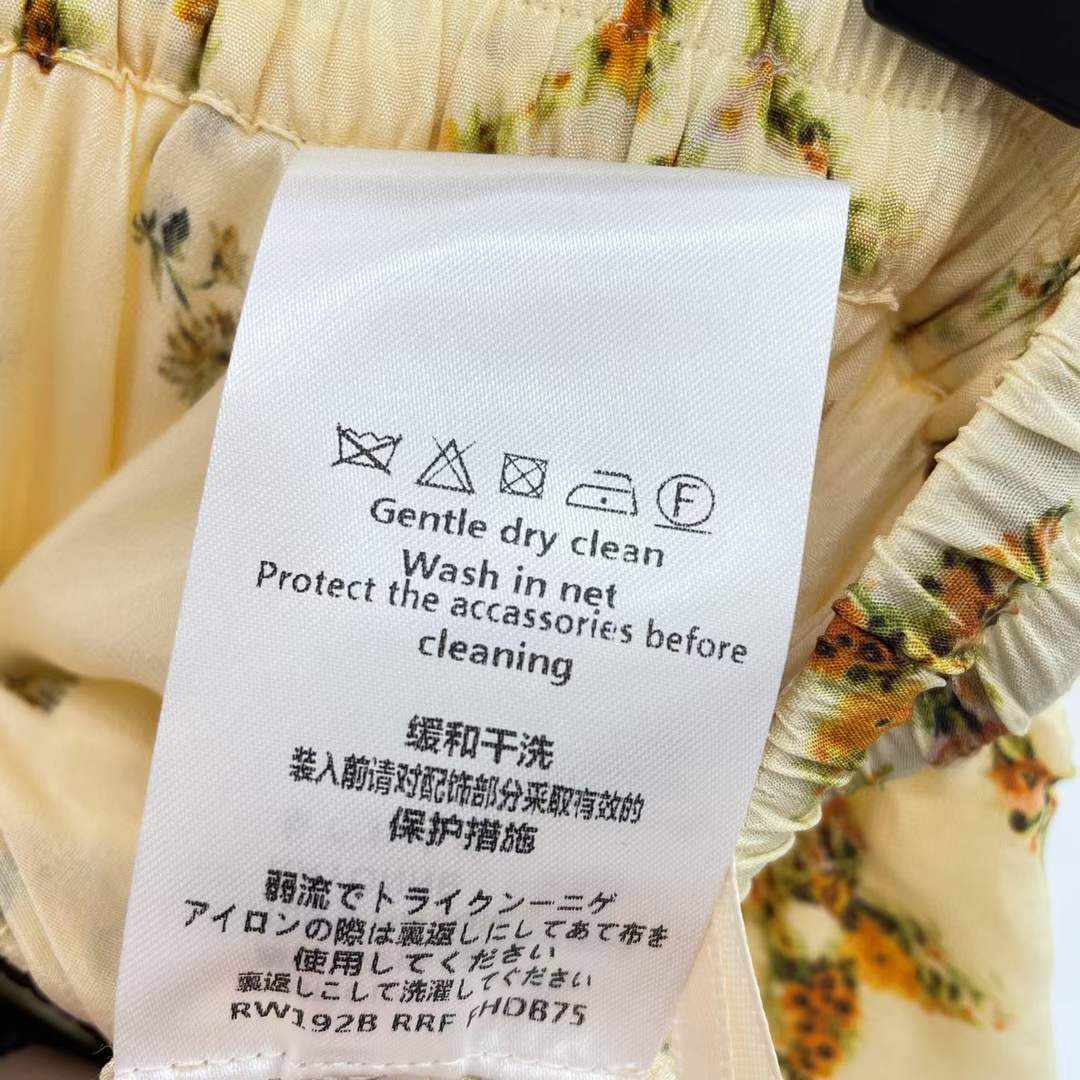 F
Gentle dry clean
Wash in net
Protect the accassories before
cleaning
缓和干洗
装入前请对配饰部分采取有效的
保护措施
弱流でトライクンーニゲ
アイロンの際は裏返しにしてあて布を
使用してください
裏返しこして洗濯してください
RW192B RRF FHDB75